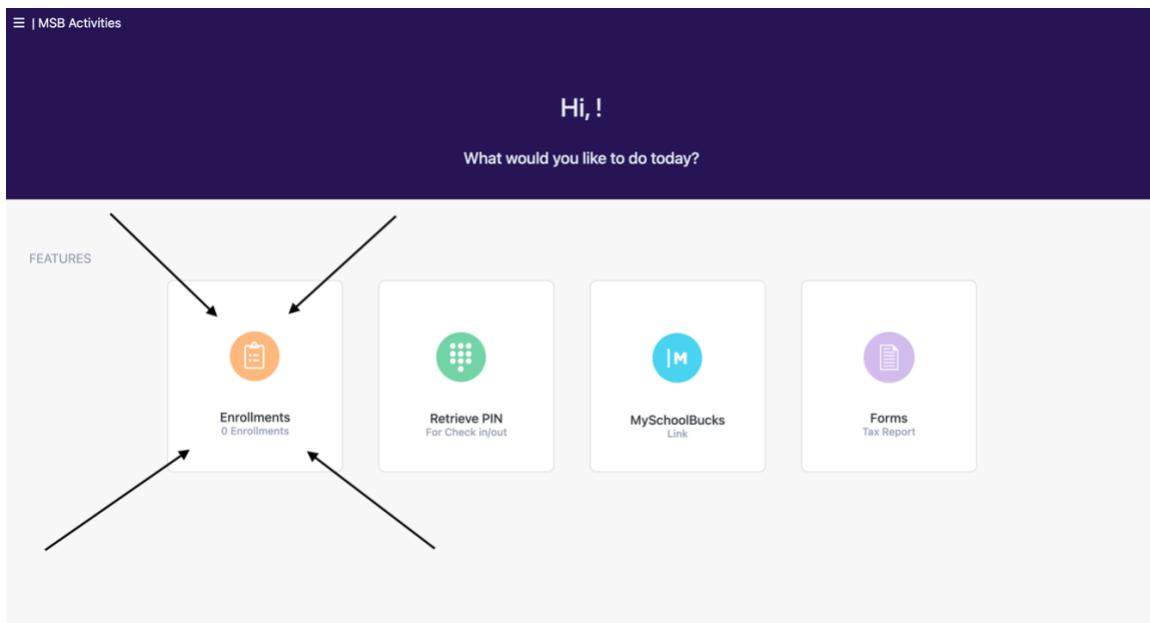 ☰ | MSB Activities
Hi, !
What would you like to do today?
FEATURES
Enrollments
0 Enrollments
Retrieve PIN
For Check in/out
|M
MySchoolBucks
Link
Forms
Tax Report